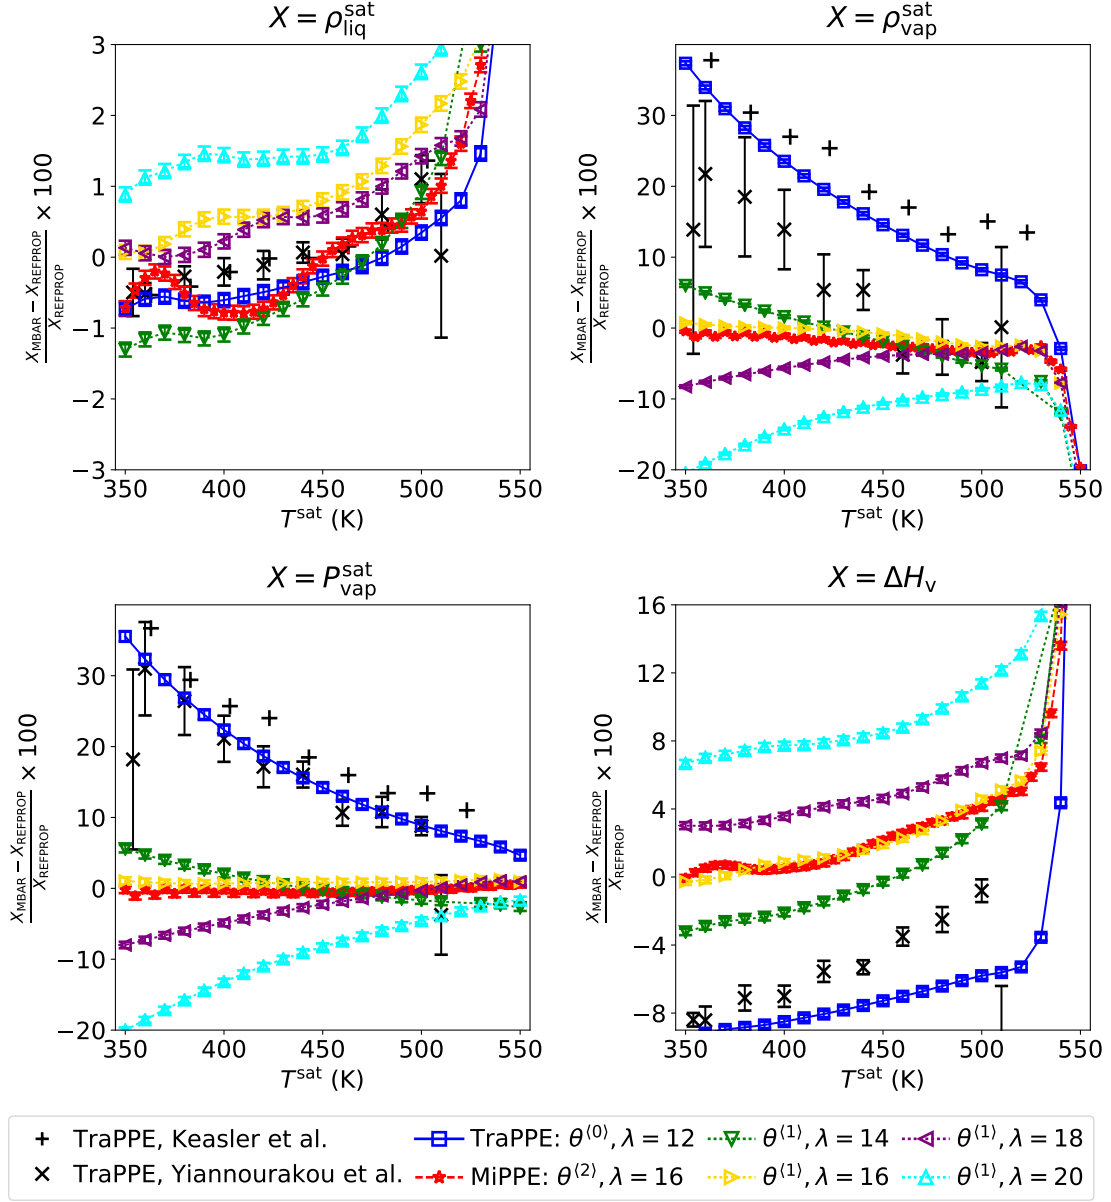 X = ρ_liq^sat
X = ρ_vap^sat
3
2
1
0
−1
−2
−3
350 400 450 500 550
T^sat (K)
(X_MBAR − X_REFPROP) / X_REFPROP × 100
40
30
20
10
0
−10
−20
350 400 450 500 550
T^sat (K)
(X_MBAR − X_REFPROP) / X_REFPROP × 100
X = P_vap^sat
X = ΔH_v
30
20
10
0
−10
−20
350 400 450 500 550
T^sat (K)
(X_MBAR − X_REFPROP) / X_REFPROP × 100
16
12
8
4
0
−4
−8
350 400 450 500 550
T^sat (K)
(X_MBAR − X_REFPROP) / X_REFPROP × 100
TraPPE, Keasler et al.
TraPPE, Yiannourakou et al.
TraPPE: θ^⟨0⟩, λ = 12
MiPPE: θ^⟨2⟩, λ = 16
θ^⟨1⟩, λ = 14
θ^⟨1⟩, λ = 16
θ^⟨1⟩, λ = 18
θ^⟨1⟩, λ = 20